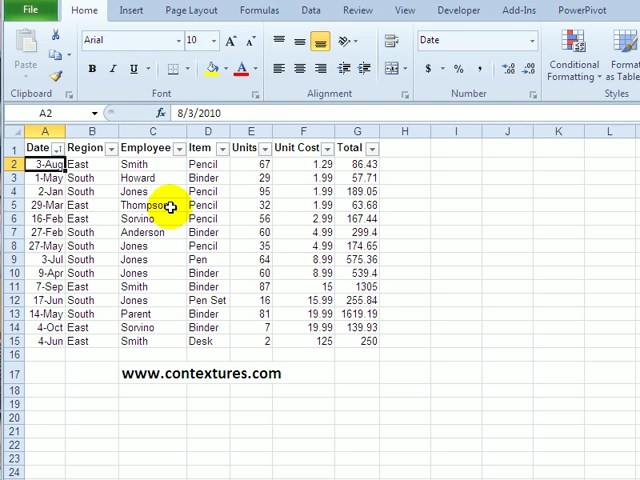 File Home Insert Page Layout Formulas Data Review View Developer Add-Ins PowerPivot
Arial 10 A A Date
Paste B I U A $ % , .0 .00 Conditional Format
Formatting as Table
Clipboard Font Alignment Number Styles
A2 fx 8/3/2010
A B C D E F G H I J K L
1 Date Region Employee Item Units Unit Cost Total
2 3-Aug East Smith Pencil 67 1.29 86.43
3 1-May South Howard Binder 29 1.99 57.71
4 2-Jan South Jones Pencil 95 1.99 189.05
5 29-Mar East Thompson Pencil 32 1.99 63.68
6 16-Feb East Sorvino Pencil 56 2.99 167.44
7 27-Feb South Anderson Binder 60 4.99 299.4
8 27-May South Jones Pencil 35 4.99 174.65
9 3-Jul South Jones Pen 64 8.99 575.36
10 9-Apr South Jones Binder 60 8.99 539.4
11 7-Sep East Smith Binder 87 15 1305
12 17-Jun South Jones Pen Set 16 15.99 255.84
13 14-May South Parent Binder 81 19.99 1619.19
14 4-Oct East Sorvino Binder 7 19.99 139.93
15 4-Jun East Smith Desk 2 125 250
16
17 www.contextures.com
18
19
20
21
22
23
24